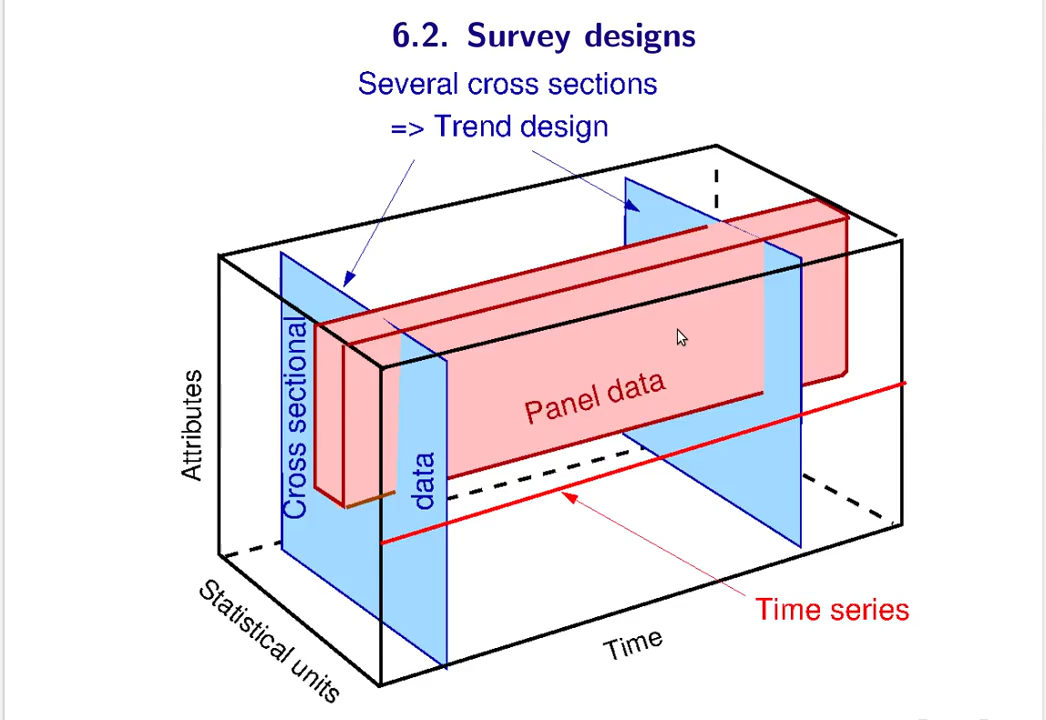 6.2. Survey designs
Several cross sections
=> Trend design
Cross sectional
data
Panel data
Attributes
Statistical units
Time
Time series